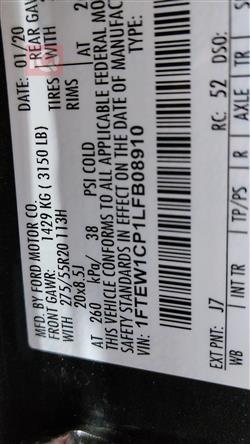 MFD. BY FORD MOTOR CO.
DATE: 01/20
FRONT GAWR: REAR GAW
1429 KG ( 3150 LB)
WITH WITH
275/55R20 113H TIRES
20x8.5J RIMS
AT 260 kPa/ 38 PSI COLD AT 2
THIS VEHICLE CONFORMS TO ALL APPLICABLE FEDERAL MO
SAFETY STANDARDS IN EFFECT ON THE DATE OF MANUFAC
1FTEW1CP1LFB08910
EXT PNT: J7 RC: 52 DSO:
WB INT TR TP/PS R AXLE TR